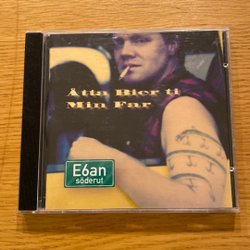 Åtta Bier ti
Min Far
E6an
söderut